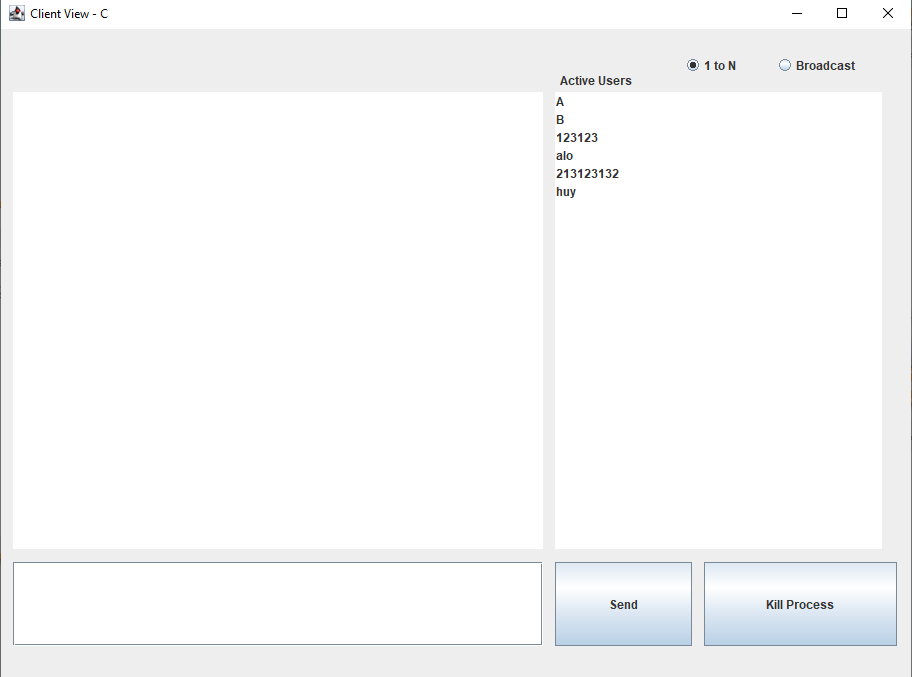 Client View - C
1 to N
Broadcast
Active Users
A
B
123123
alo
213123132
huy
Send
Kill Process